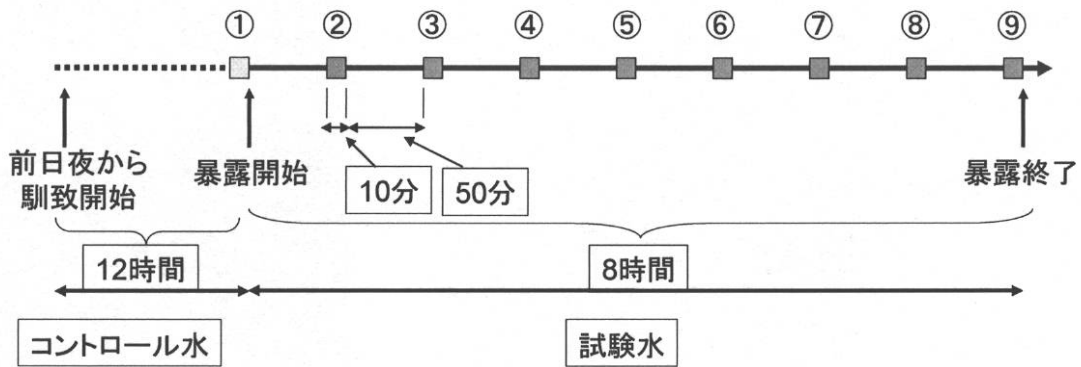 ① ② ③ ④ ⑤ ⑥ ⑦ ⑧ ⑨
前日夜から
馴致開始
暴露開始
10分
50分
暴露終了
12時間
8時間
コントロール水
試験水